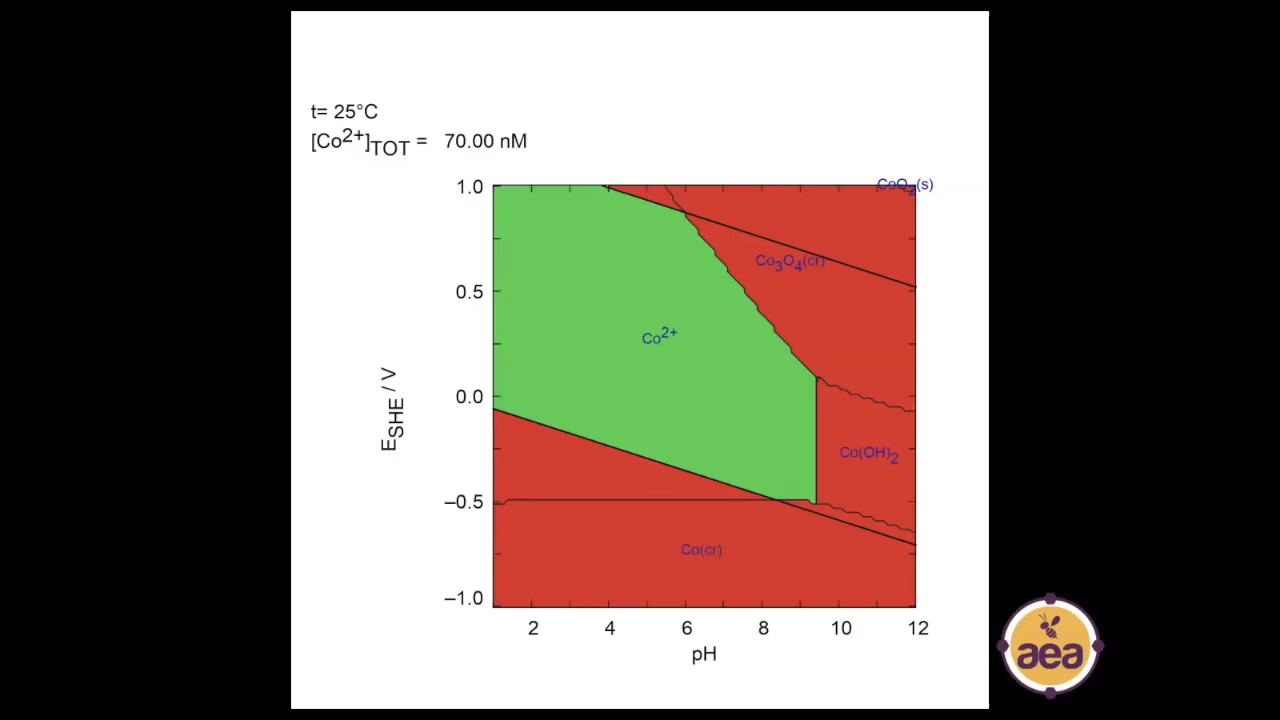 t= 25°C
[Co2+]TOT = 70.00 nM
1.0
CoO2(s)
Co3O4(cr)
0.5
Co2+
ESHE / V
0.0
Co(OH)2
–0.5
Co(cr)
–1.0
2 4 6 8 10 12
pH
aea